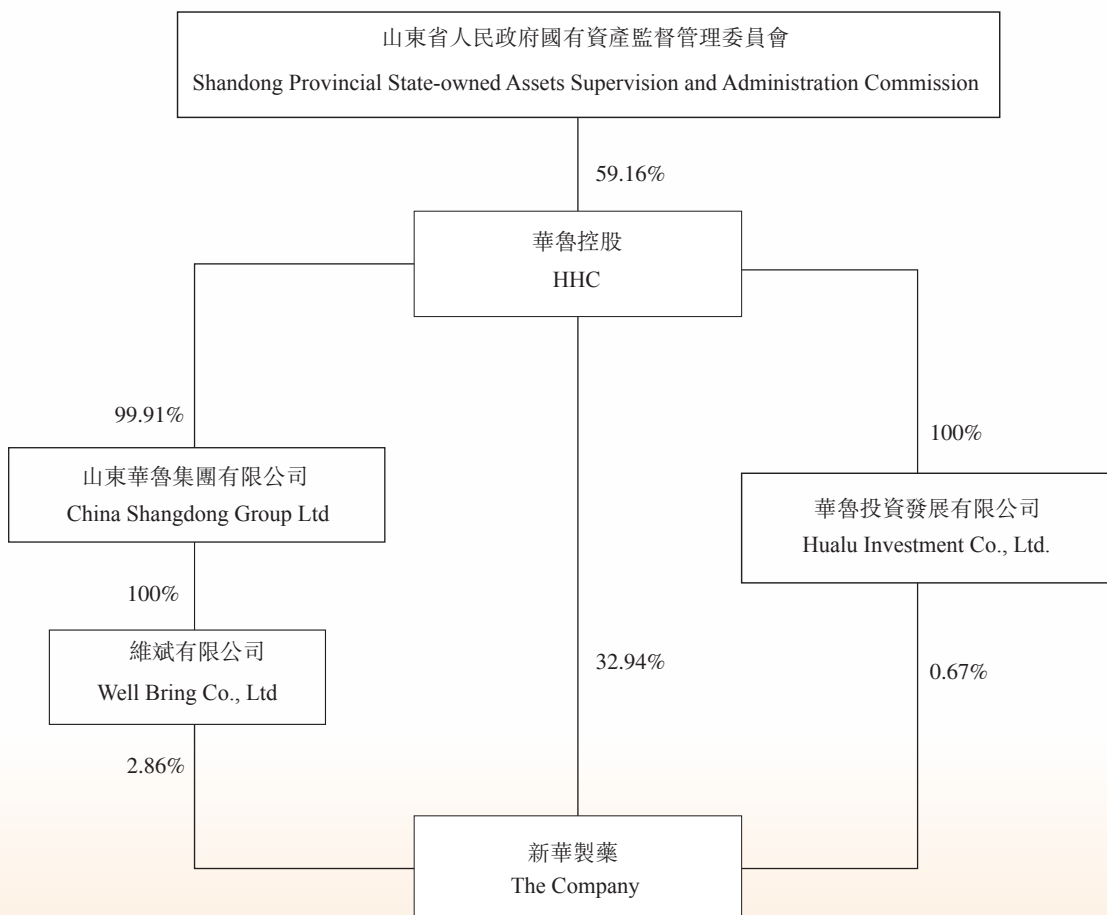 山東省人民政府國有資產監督管理委員會
Shandong Provincial State-owned Assets Supervision and Administration Commission
59.16%
華魯控股
HHC
99.91%
100%
山東華魯集團有限公司
China Shangdong Group Ltd
華魯投資發展有限公司
Hualu Investment Co., Ltd.
100%
維斌有限公司
Well Bring Co., Ltd
32.94%
0.67%
2.86%
新華製藥
The Company